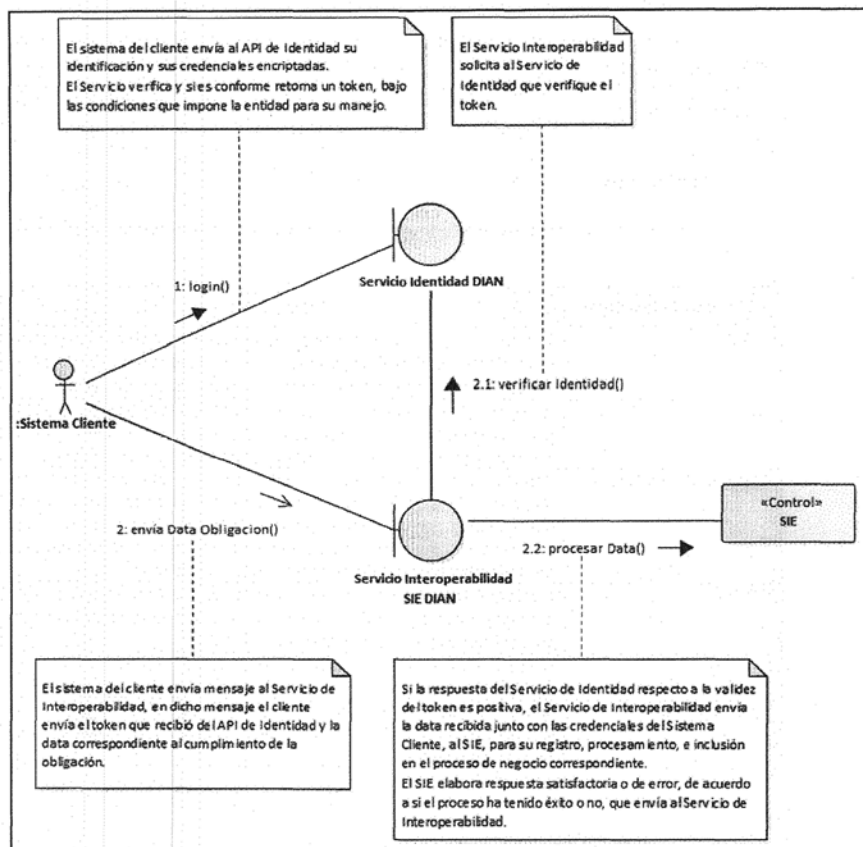 El sistema del cliente envía al API de Identidad su
identificación y sus credenciales encriptadas.
El Servicio verifica y si es conforme retorna un token, bajo
las condiciones que impone la entidad para su manejo.
El Servicio Interoperabilidad
solicita al Servicio de
Identidad que verifique el
token.
1: login()
Servicio Identidad DIAN
2.1: verificar Identidad()
:Sistema Cliente
2: envía Data Obligacion()
«Control»
SIE
2.2: procesar Data()
Servicio Interoperabilidad
SIE DIAN
El sistema del cliente envía mensaje al Servicio de
Interoperabilidad, en dicho mensaje el cliente
envía el token que recibió del API de Identidad y la
data correspondiente al cumplimiento de la
obligación.
Si la respuesta del Servicio de Identidad respecto a la validez
del token es positiva, el Servicio de Interoperabilidad envía
la data recibida junto con las credenciales del Sistema
Cliente, al SIE, para su registro, procesamiento, e inclusión
en el proceso de negocio correspondiente.
El SIE elabora respuesta satisfactoria o de error, de acuerdo
a si el proceso ha tenido éxito o no, que envía al Servicio de
Interoperabilidad.